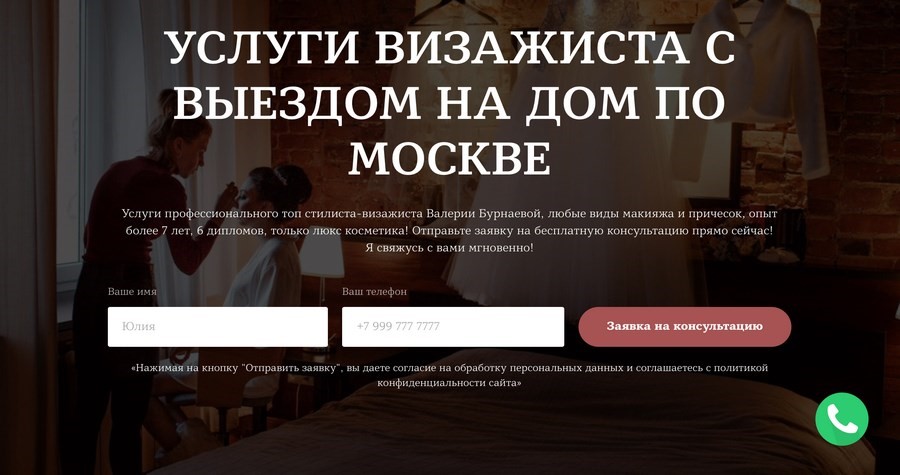 УСЛУГИ ВИЗАЖИСТА С
ВЫЕЗДОМ НА ДОМ ПО
МОСКВЕ
Услуги профессионального топ стилиста-визажиста Валерии Бурнаевой, любые виды макияжа и причесок, опыт
более 7 лет, 6 дипломов, только люкс косметика! Отправьте заявку на бесплатную консультацию прямо сейчас!
Я свяжусь с вами мгновенно!
Ваше имя
Ваш телефон
Юлия
+7 999 777 7777
Заявка на консультацию
«Нажимая на кнопку "Отправить заявку", вы даете согласие на обработку персональных данных и соглашаетесь с политикой
конфиденциальности сайта»